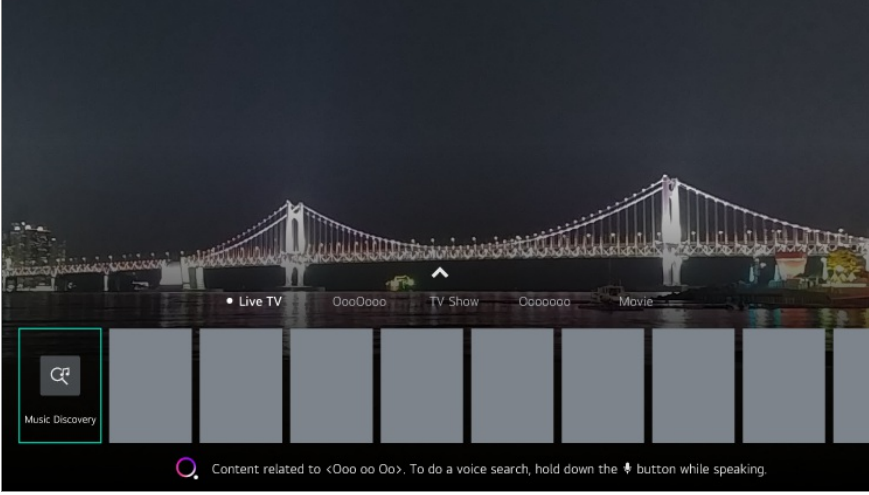 Live TV OooOooo TV Show Ooooooo Movie
Music Discovery
Content related to <Ooo oo Oo>. To do a voice search, hold down the button while speaking.